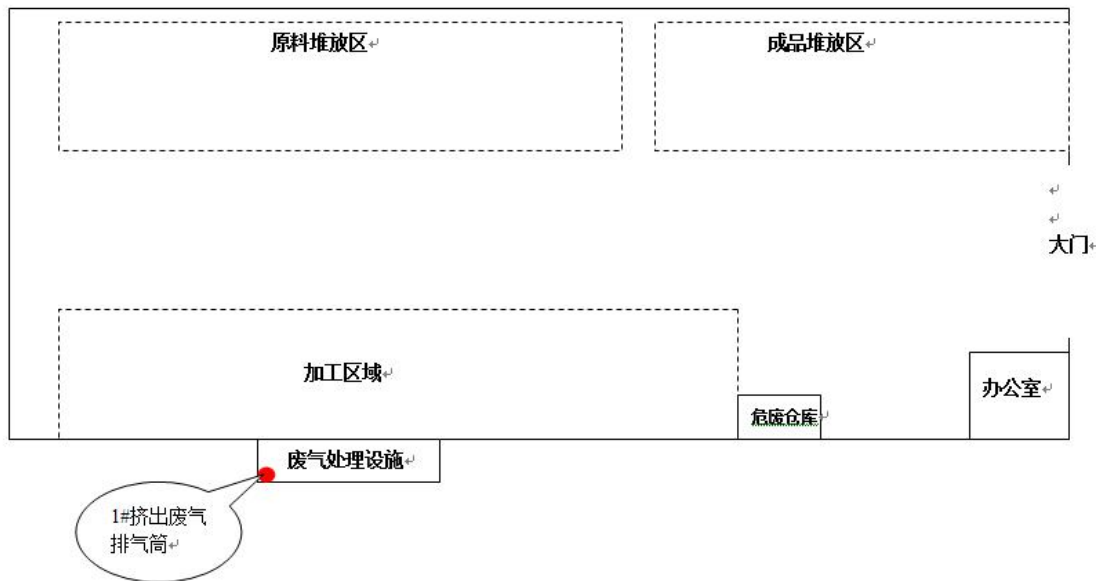 原料堆放区
成品堆放区
大门
加工区域
办公室
危废仓库
废气处理设施
1#挤出废气
排气筒